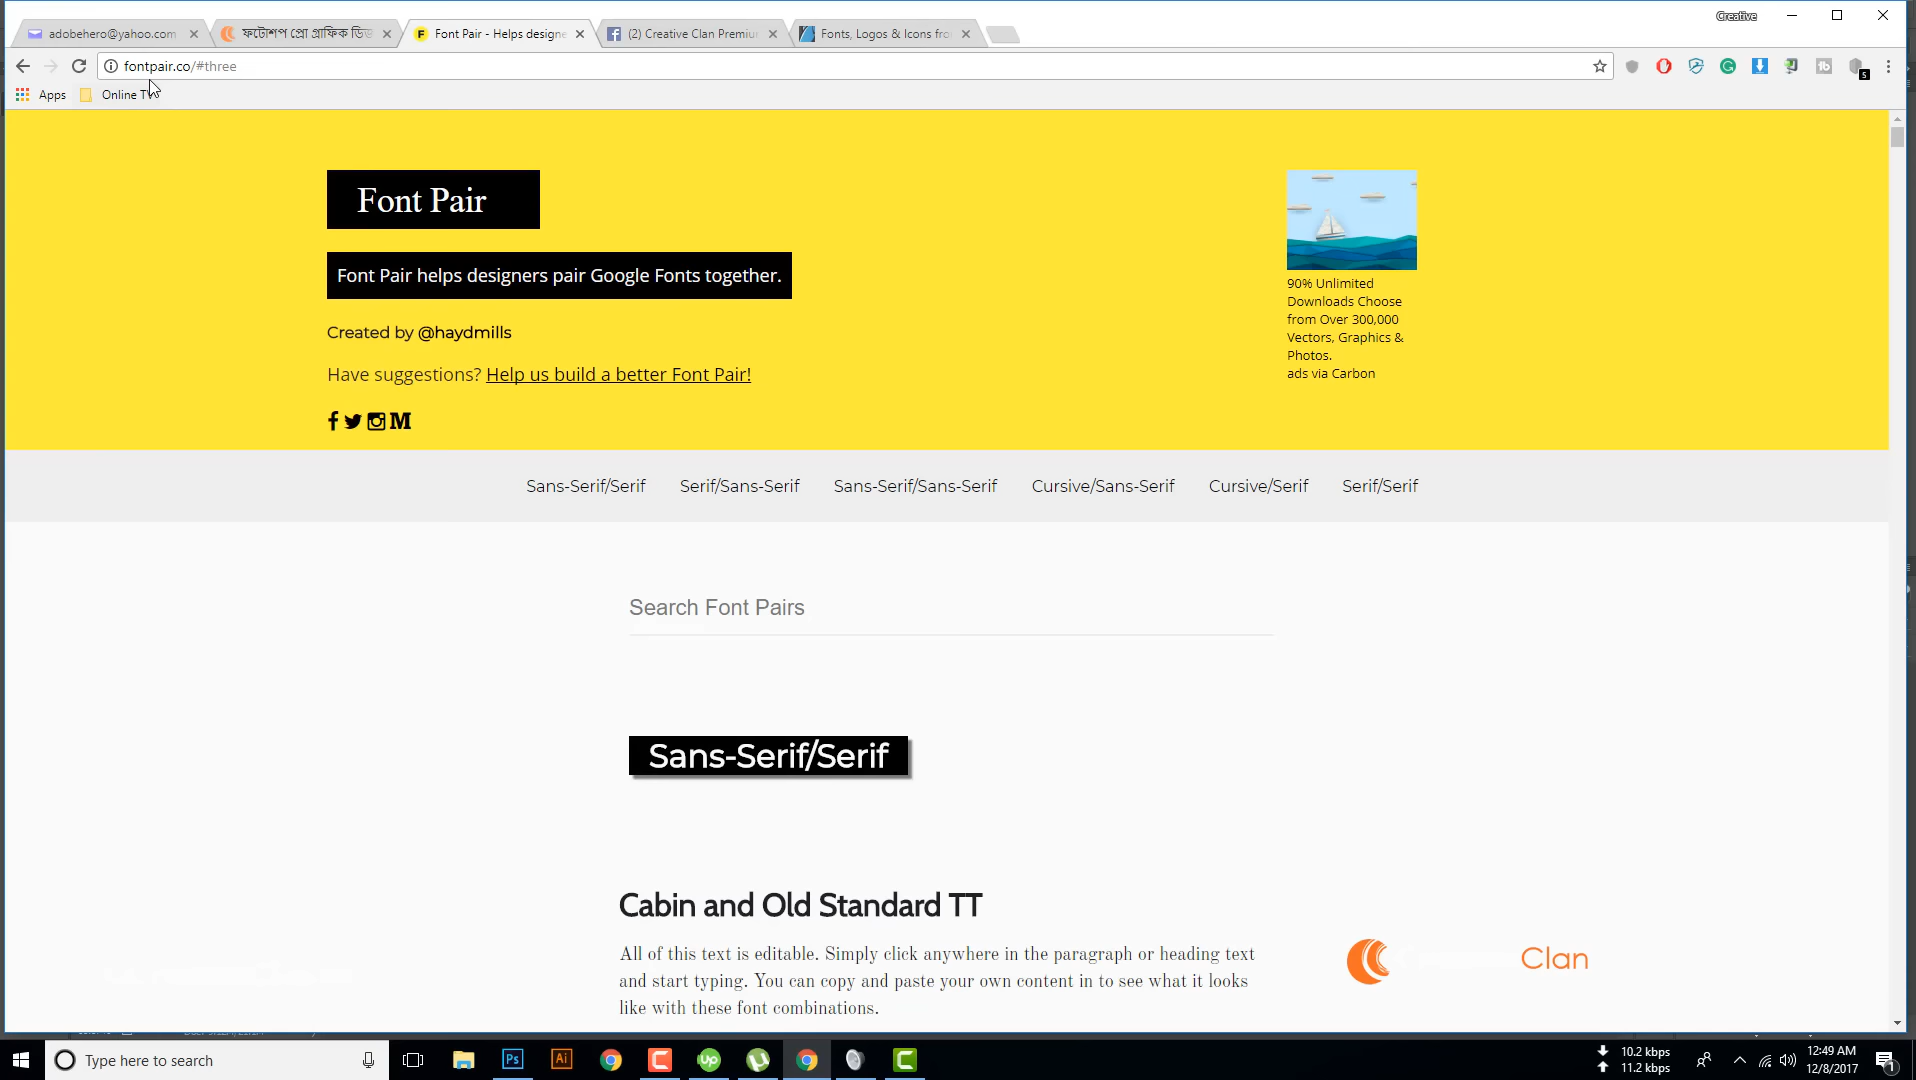 Creative
adobehero@yahoo.com
ফটোশপ প্রো গ্রাফিক ডিজ
Font Pair - Helps designe
(2) Creative Clan Premiu
Fonts, Logos & Icons fro
fontpair.co/#three
Apps
Online TV
Font Pair
Font Pair helps designers pair Google Fonts together.
Created by @haydmills
Have suggestions? Help us build a better Font Pair!
90% Unlimited
Downloads Choose
from Over 300,000
Vectors, Graphics &
Photos.
ads via Carbon
Sans-Serif/Serif
Serif/Sans-Serif
Sans-Serif/Sans-Serif
Cursive/Sans-Serif
Cursive/Serif
Serif/Serif
Search Font Pairs
Sans-Serif/Serif
Cabin and Old Standard TT
All of this text is editable. Simply click anywhere in the paragraph or heading text
and start typing. You can copy and paste your own content in to see what it looks
like with these font combinations.
Clan
Type here to search
10.2 kbps
11.2 kbps
12:49 AM
12/8/2017